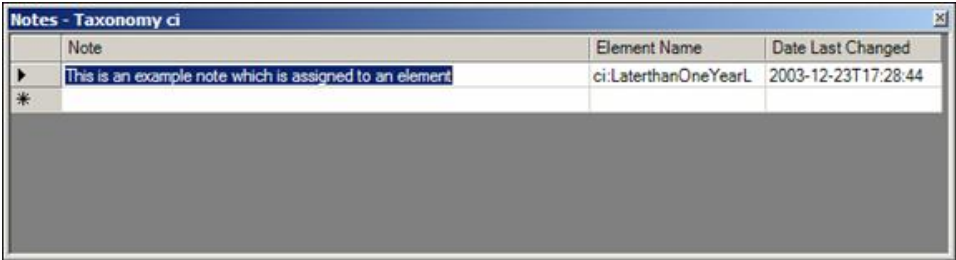 Notes - Taxonomy ci
Note Element Name Date Last Changed
This is an example note which is assigned to an element ci:LaterthanOneYearL 2003-12-23T17:28:44